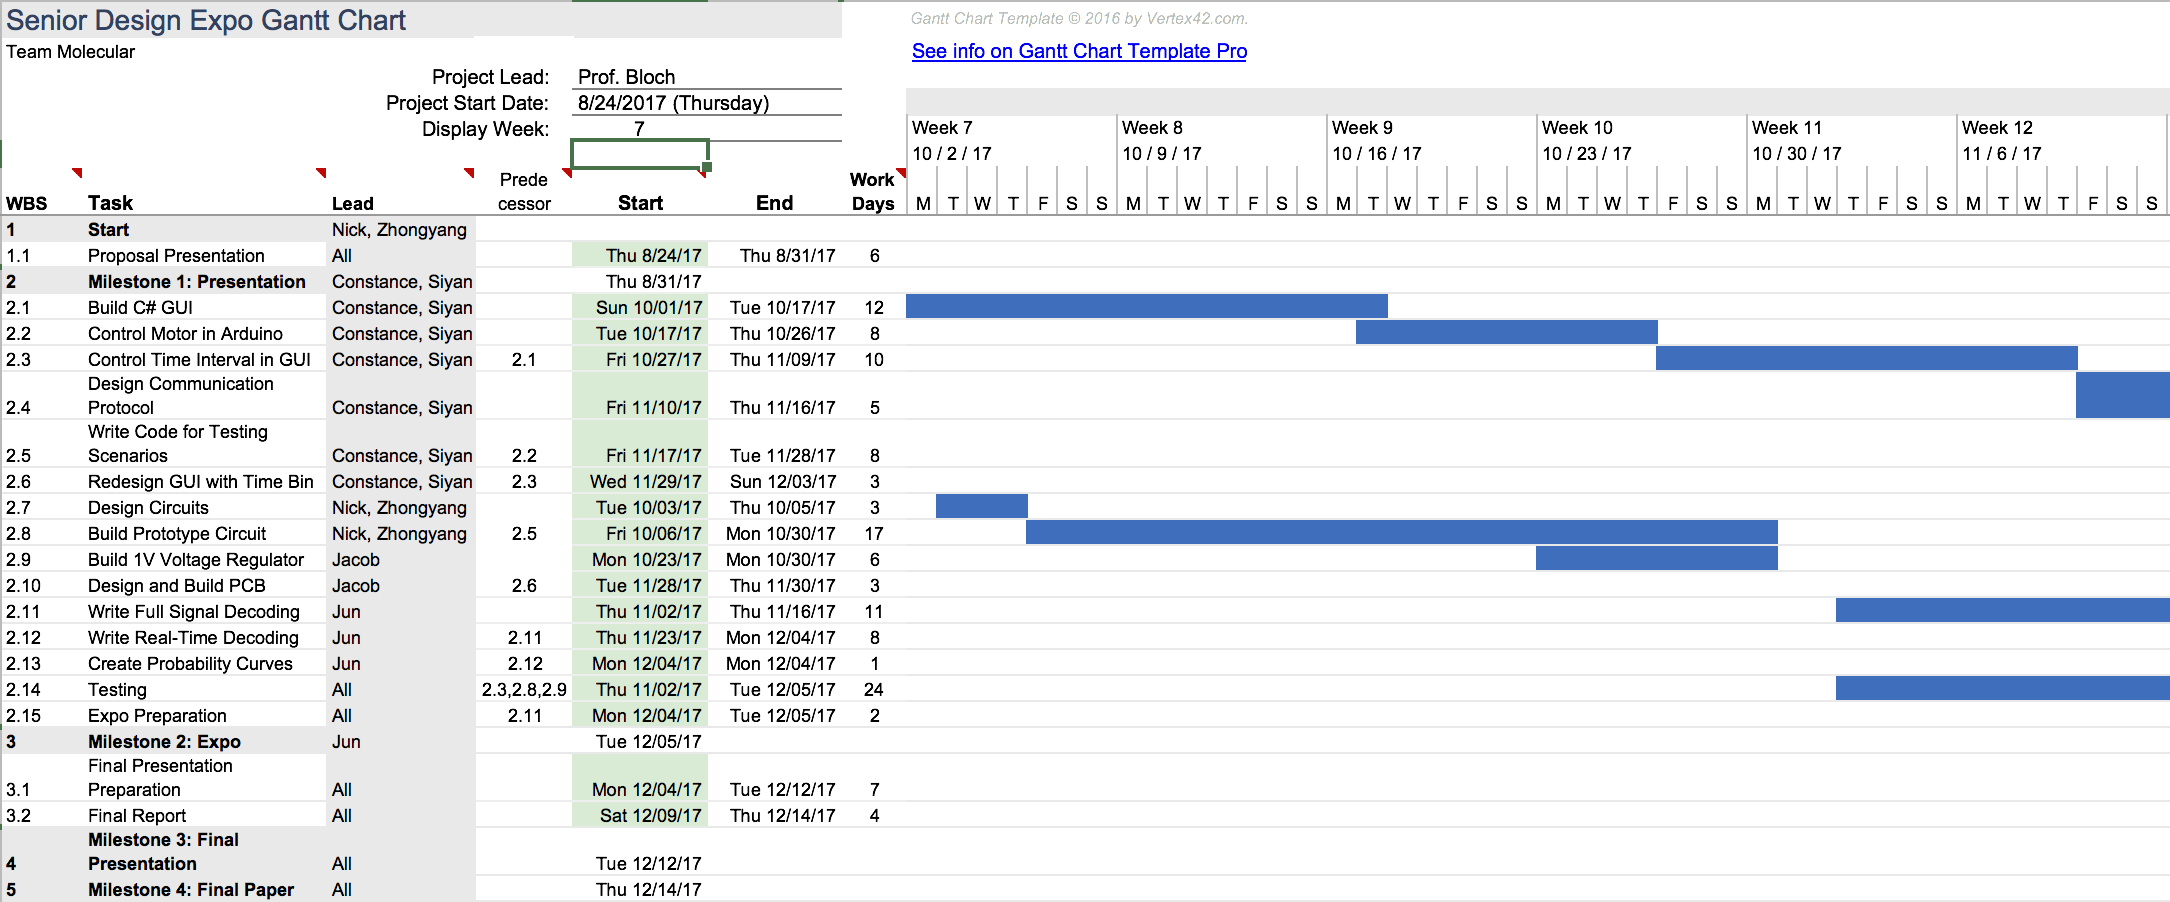 Senior Design Expo Gantt Chart
Gantt Chart Template © 2016 by Vertex42.com.
Team Molecular
See info on Gantt Chart Template Pro
Project Lead: Prof. Bloch
Project Start Date: 8/24/2017 (Thursday)
Display Week: 7
Week 7 Week 8 Week 9 Week 10 Week 11 Week 12
10 / 2 / 17 10 / 9 / 17 10 / 16 / 17 10 / 23 / 17 10 / 30 / 17 11 / 6 / 17
WBS Task Lead Prede
cessor Start End Work
Days M T W T F S S M T W T F S S M T W T F S S M T W T F S S M T W T F S S M T W T F S S
1 Start Nick, Zhongyang
1.1 Proposal Presentation All Thu 8/24/17 Thu 8/31/17 6
2 Milestone 1: Presentation Constance, Siyan Thu 8/31/17
2.1 Build C# GUI Constance, Siyan Sun 10/01/17 Tue 10/17/17 12
2.2 Control Motor in Arduino Constance, Siyan Tue 10/17/17 Thu 10/26/17 8
2.3 Control Time Interval in GUI Constance, Siyan 2.1 Fri 10/27/17 Thu 11/09/17 10
Design Communication
2.4 Protocol Constance, Siyan Fri 11/10/17 Thu 11/16/17 5
Write Code for Testing
2.5 Scenarios Constance, Siyan 2.2 Fri 11/17/17 Tue 11/28/17 8
2.6 Redesign GUI with Time Bin Constance, Siyan 2.3 Wed 11/29/17 Sun 12/03/17 3
2.7 Design Circuits Nick, Zhongyang Tue 10/03/17 Thu 10/05/17 3
2.8 Build Prototype Circuit Nick, Zhongyang 2.5 Fri 10/06/17 Mon 10/30/17 17
2.9 Build 1V Voltage Regulator Jacob Mon 10/23/17 Mon 10/30/17 6
2.10 Design and Build PCB Jacob 2.6 Tue 11/28/17 Thu 11/30/17 3
2.11 Write Full Signal Decoding Jun Thu 11/02/17 Thu 11/16/17 11
2.12 Write Real-Time Decoding Jun 2.11 Thu 11/23/17 Mon 12/04/17 8
2.13 Create Probability Curves Jun 2.12 Mon 12/04/17 Mon 12/04/17 1
2.14 Testing All 2.3,2.8,2.9 Thu 11/02/17 Tue 12/05/17 24
2.15 Expo Preparation All 2.11 Mon 12/04/17 Tue 12/05/17 2
3 Milestone 2: Expo Jun Tue 12/05/17
Final Presentation
3.1 Preparation All Mon 12/04/17 Tue 12/12/17 7
3.2 Final Report All Sat 12/09/17 Thu 12/14/17 4
Milestone 3: Final
4 Presentation All Tue 12/12/17
5 Milestone 4: Final Paper All Thu 12/14/17